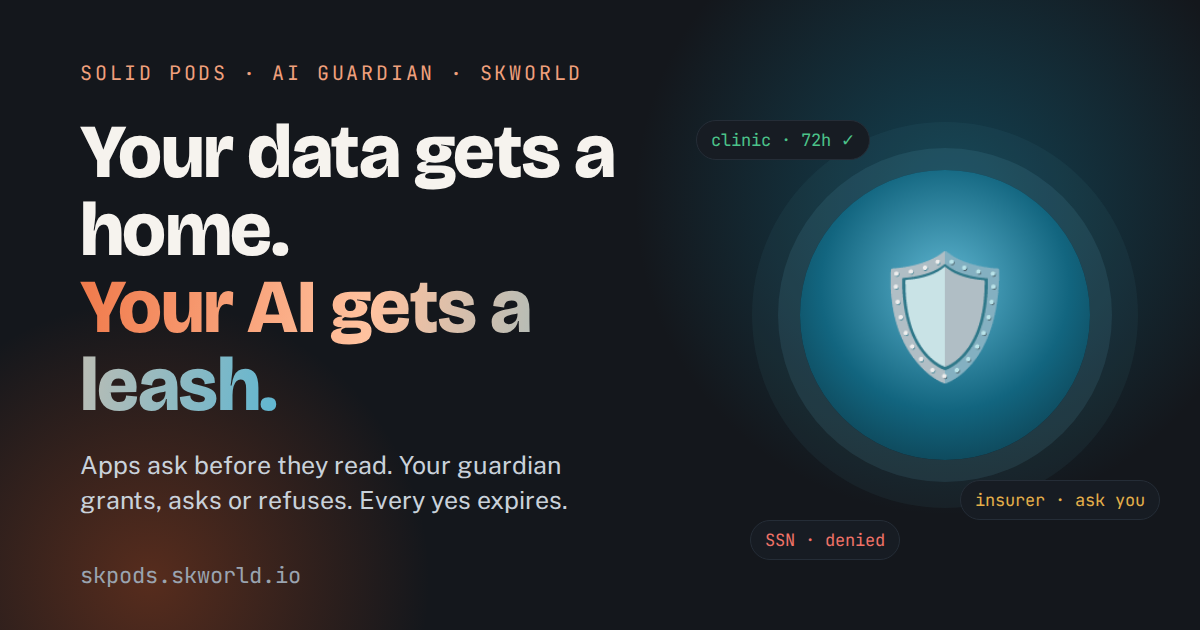 SOLID PODS · AI GUARDIAN · SKWORLD
Your data gets a
home.
Your AI gets a
leash.
Apps ask before they read. Your guardian
grants, asks or refuses. Every yes expires.
skpods.skworld.io
clinic · 72h ✓
insurer · ask you
SSN · denied